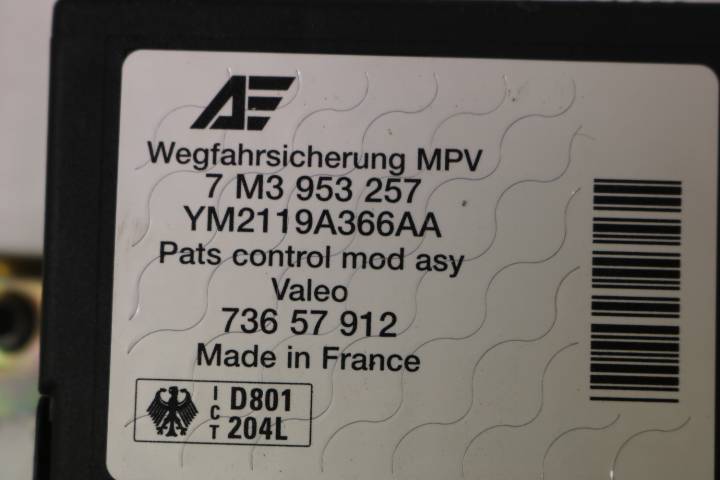 AE
Wegfahrsicherung MPV
7 M3 953 257
YM2119A366AA
Pats control mod asy
Valeo
736 57 912
Made in France
ICT
D801
204L